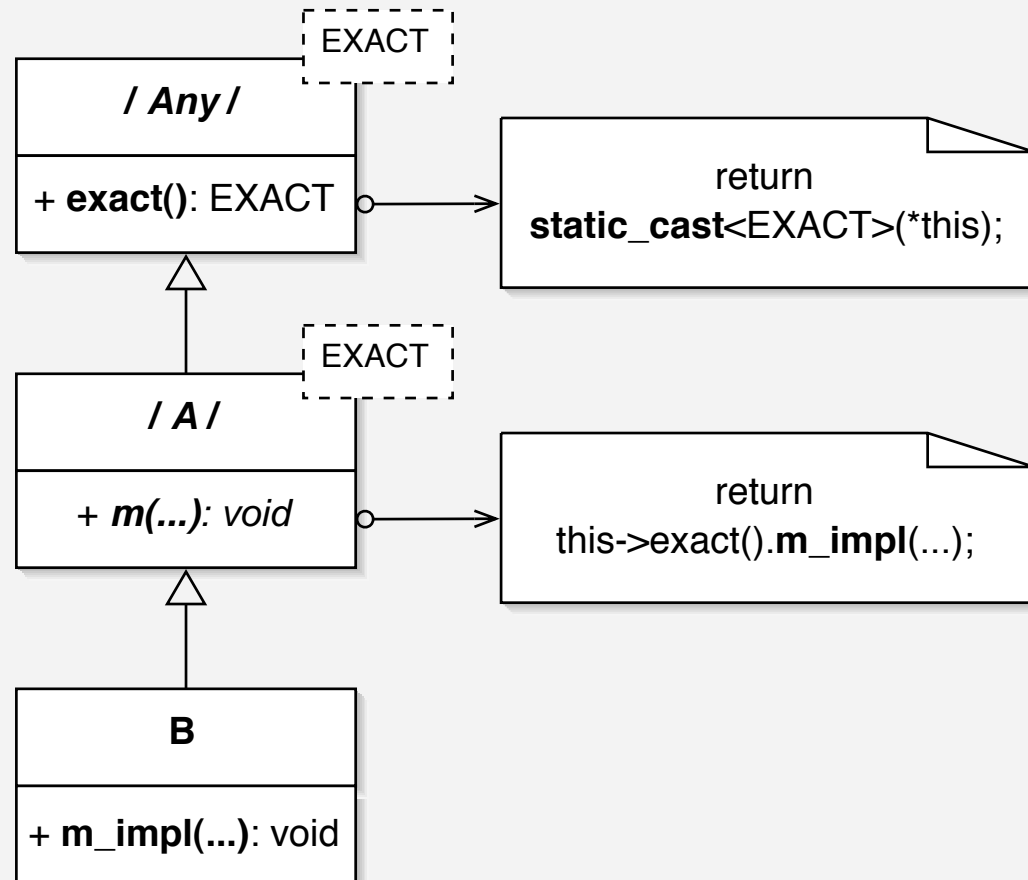 EXACT
/ Any /
+ exact(): EXACT
return
static_cast<EXACT>(*this);
EXACT
/ A /
+ m(...): void
return
this->exact().m_impl(...);
B
+ m_impl(...): void